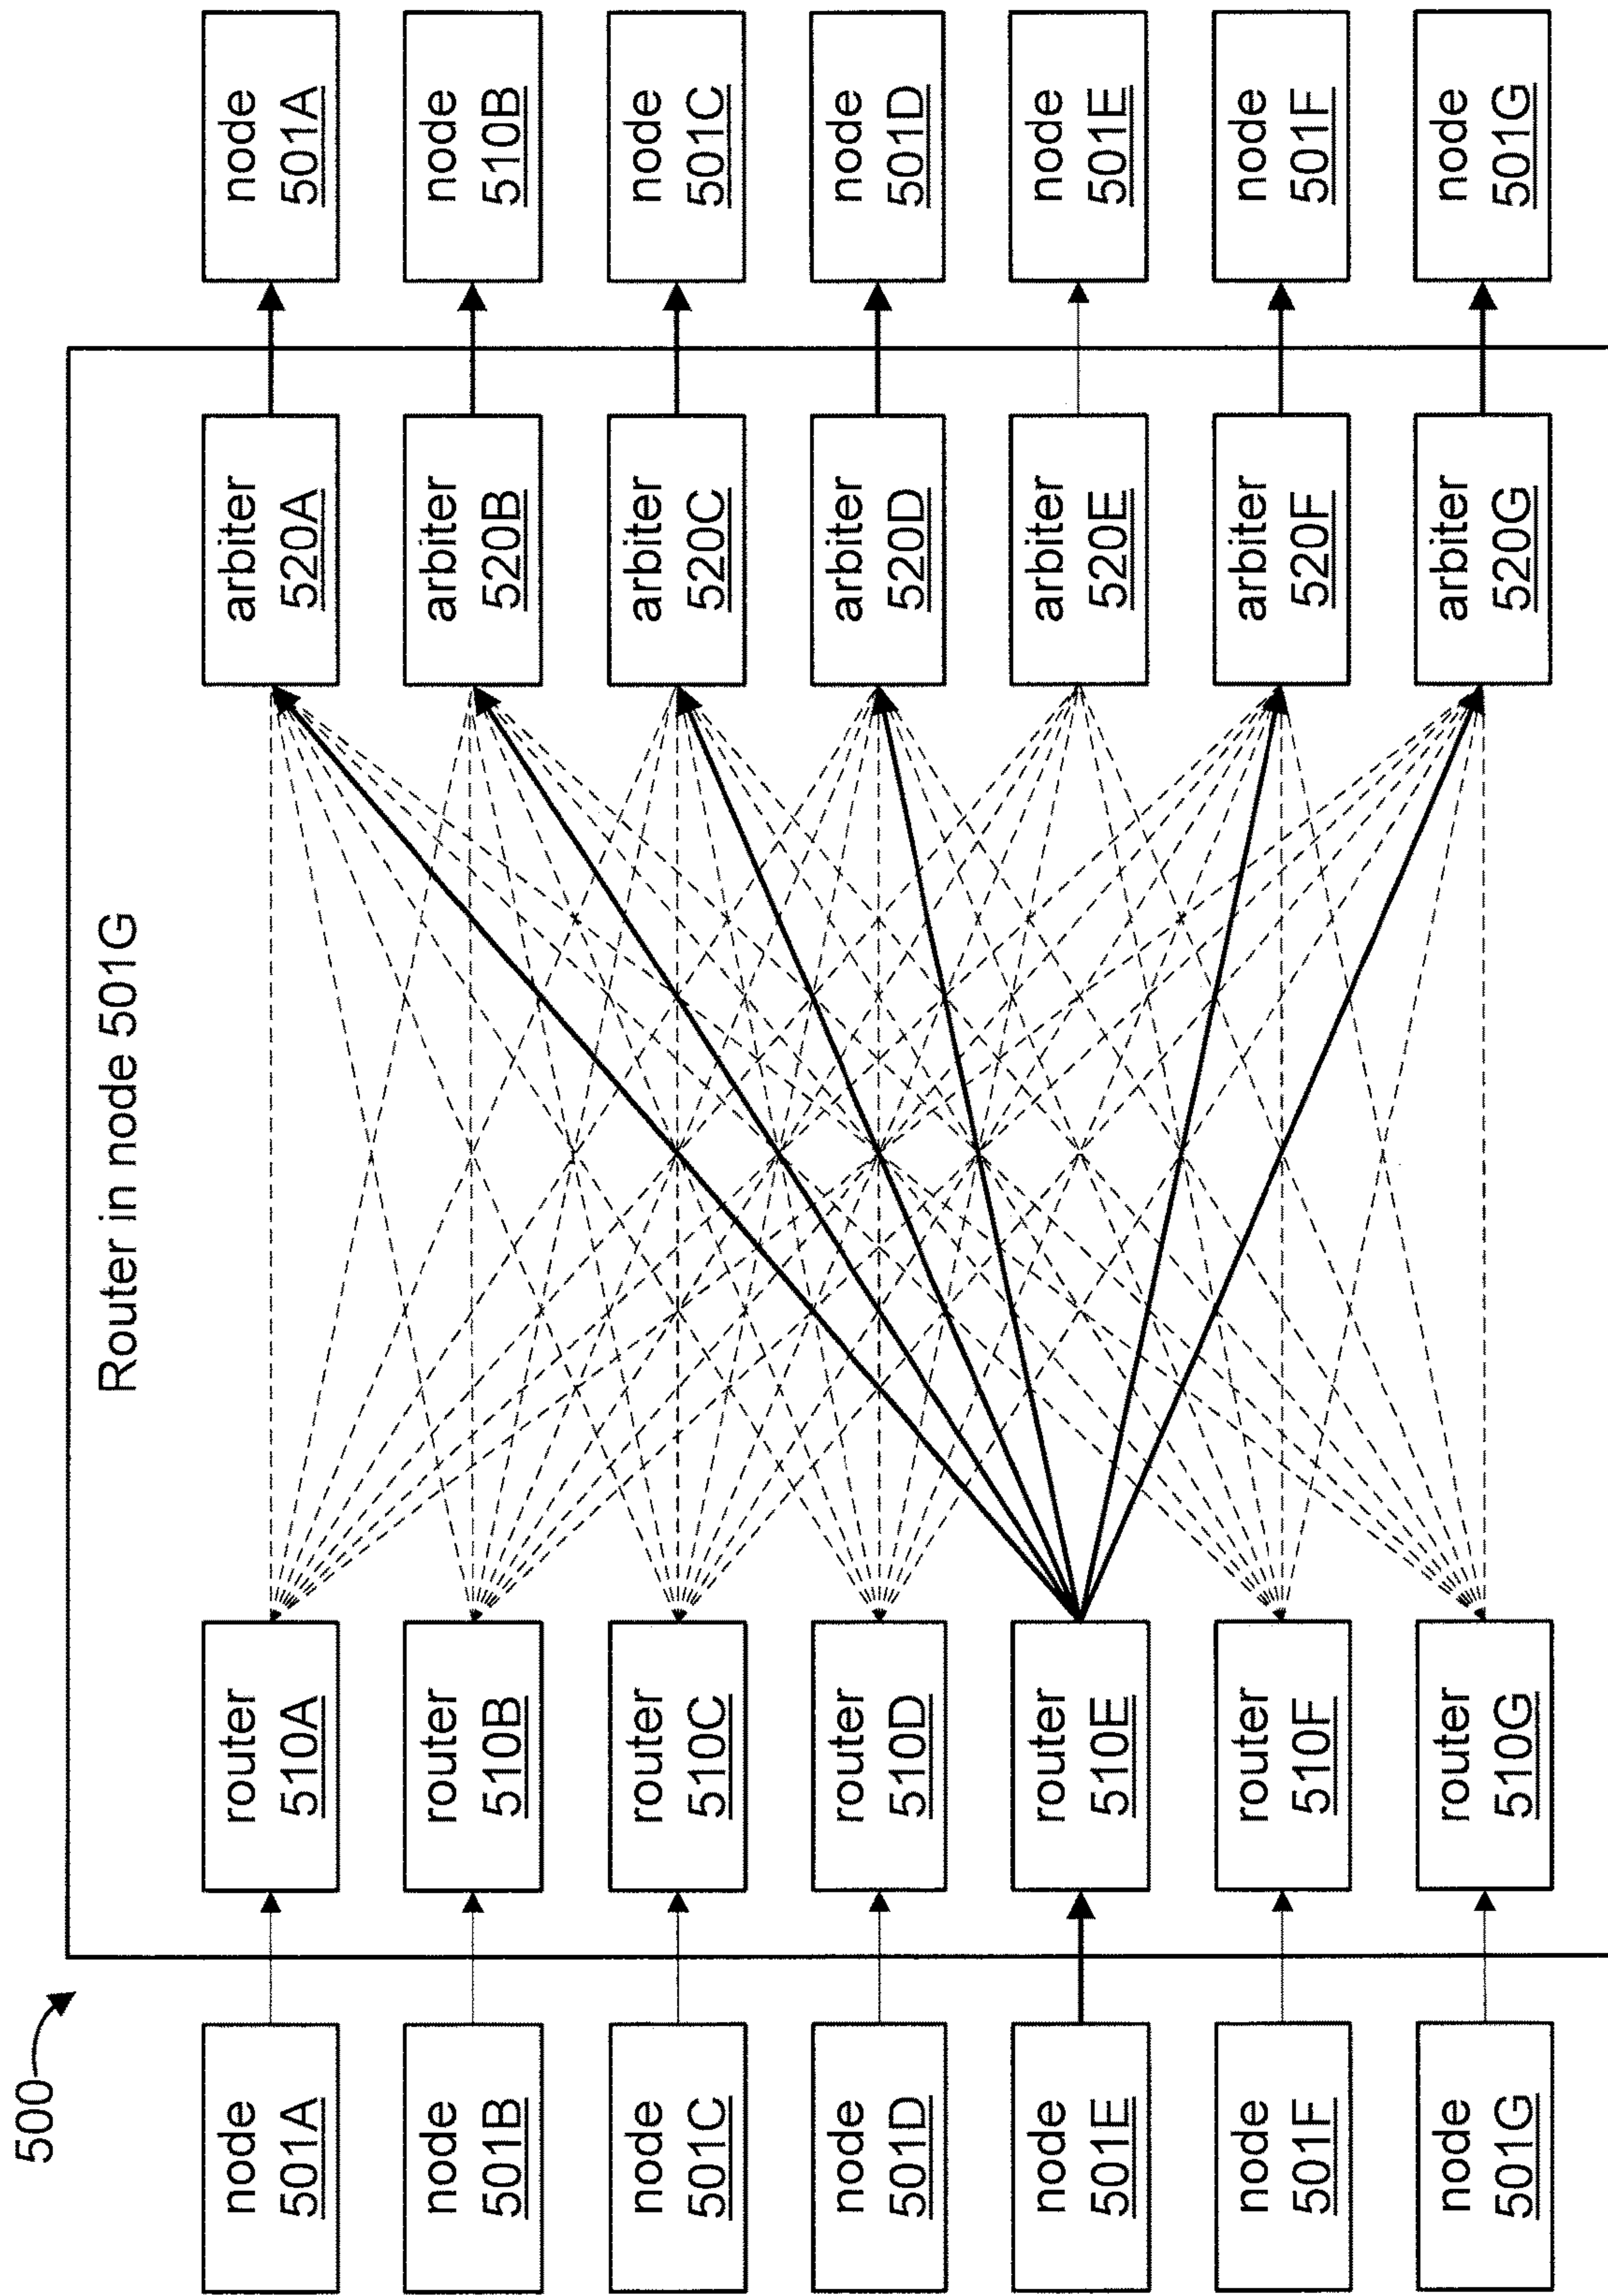 500
Router in node 501G
node
501A
node
501B
node
501C
node
501D
node
501E
node
501F
node
501G
router
510A
router
510B
router
510C
router
510D
router
510E
router
510F
router
510G
arbiter
520A
arbiter
520B
arbiter
520C
arbiter
520D
arbiter
520E
arbiter
520F
arbiter
520G
node
501A
node
510B
node
501C
node
501D
node
501E
node
501F
node
501G